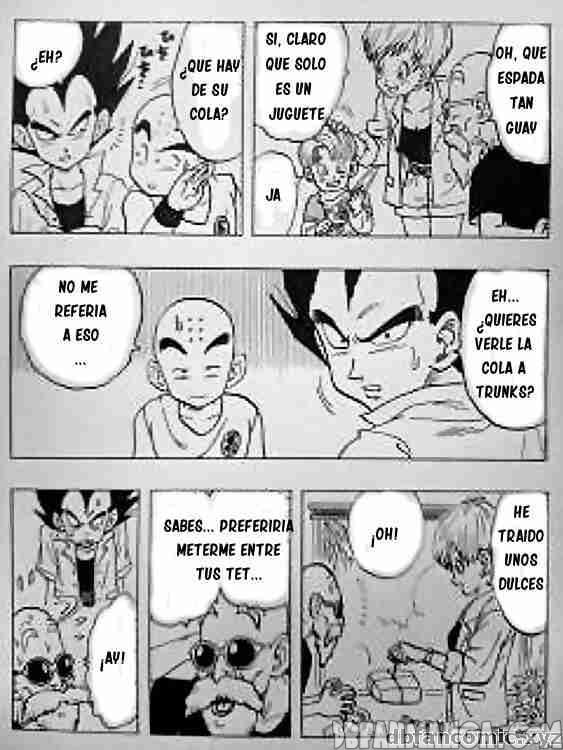 ¿EH?
¿QUE HAY
DE SU
COLA?
SI, CLARO
QUE SOLO
ES UN
JUGUETE
OH, QUE
ESPADA
TAN
GUAY
JA
NO ME
REFERIA
A ESO
...
EH...
¿QUIERES
VERLE LA
COLA A
TRUNKS?
¡AY!
SABES... PREFERIRIA
METERME ENTRE
TUS TET...
¡OH!
HE
TRAIDO
UNOS
DULCES
dbfancomic.xyz